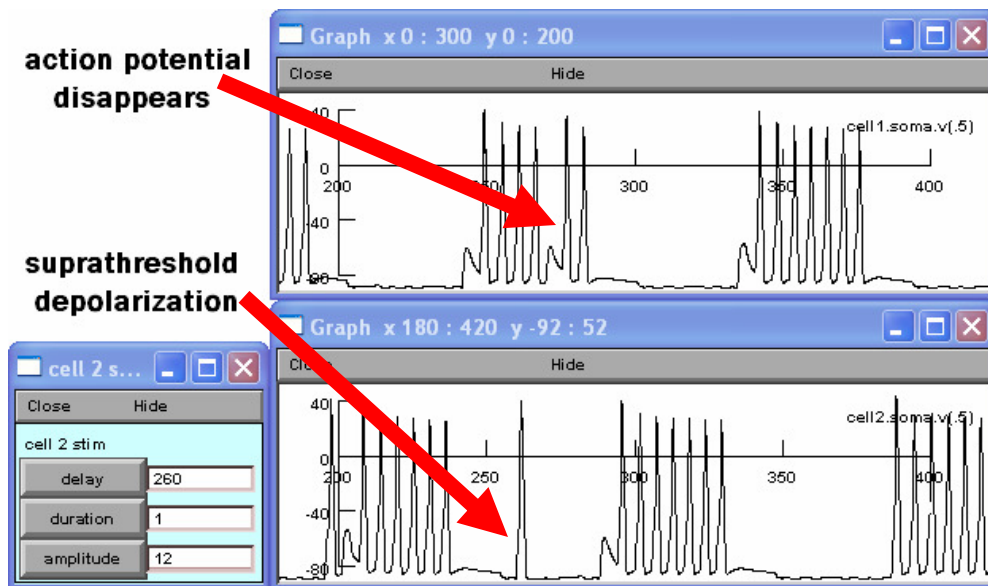 action potential
disappears
Graph x 0 : 300 y 0 : 200
Close Hide
40
cell1.soma.v(.5)
0
200 250 300 350 400
-40
-80
suprathreshold
depolarization
Graph x 180 : 420 y -92 : 52
Close Hide
40
cell2.soma.v(.5)
0
200 250 300 350 400
-40
-80
cell 2 s...
Close Hide
cell 2 stim
delay 260
duration 1
amplitude 12